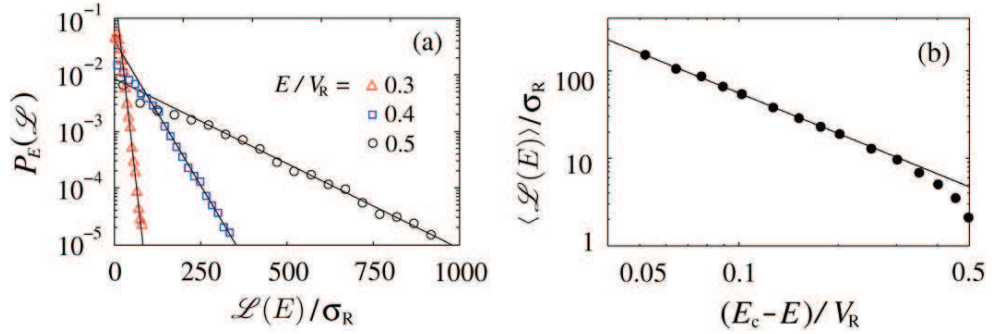 (a)
P_E(ℒ)
10⁻¹
10⁻²
10⁻³
10⁻⁴
10⁻⁵
E/V_R =
0.3
0.4
0.5
0 250 500 750 1000
ℒ(E)/σ_R
(b)
⟨ℒ(E)⟩/σ_R
100
10
1
0.05 0.1 0.5
(E_c−E)/V_R